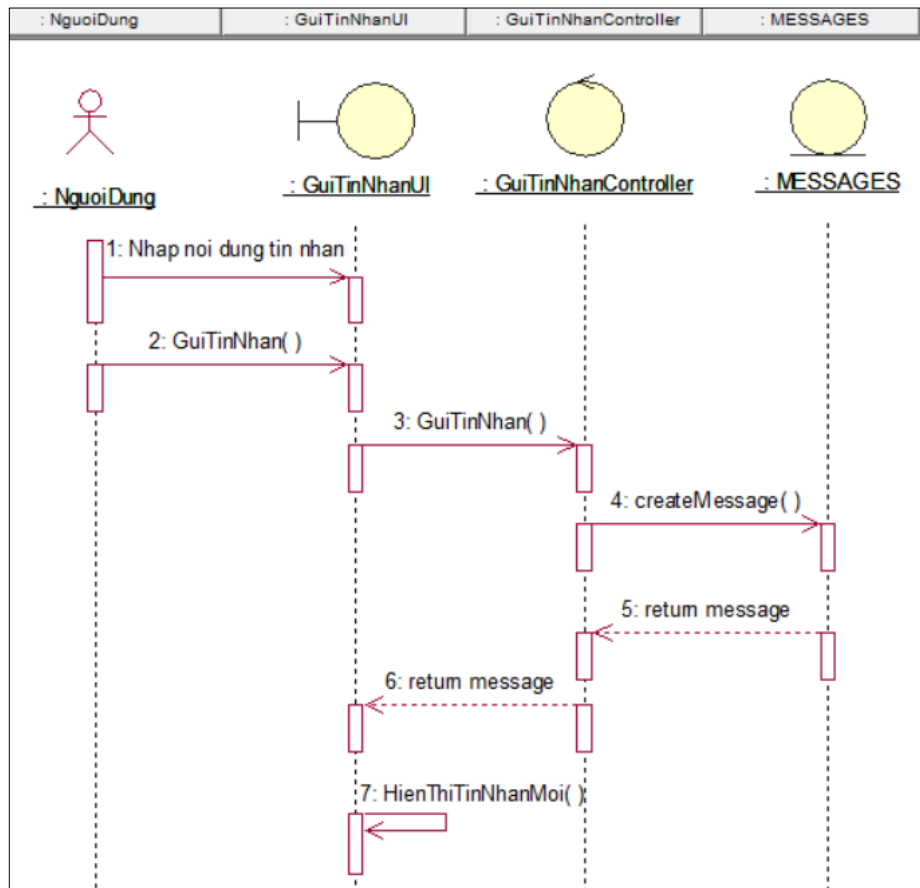 : NguoiDung
: GuiTinNhanUI
: GuiTinNhanController
: MESSAGES
: NguoiDung
: GuiTinNhanUI
: GuiTinNhanController
: MESSAGES
1: Nhap noi dung tin nhan
2: GuiTinNhan( )
3: GuiTinNhan( )
4: createMessage( )
5: return message
6: return message
7: HienThiTinNhanMoi( )